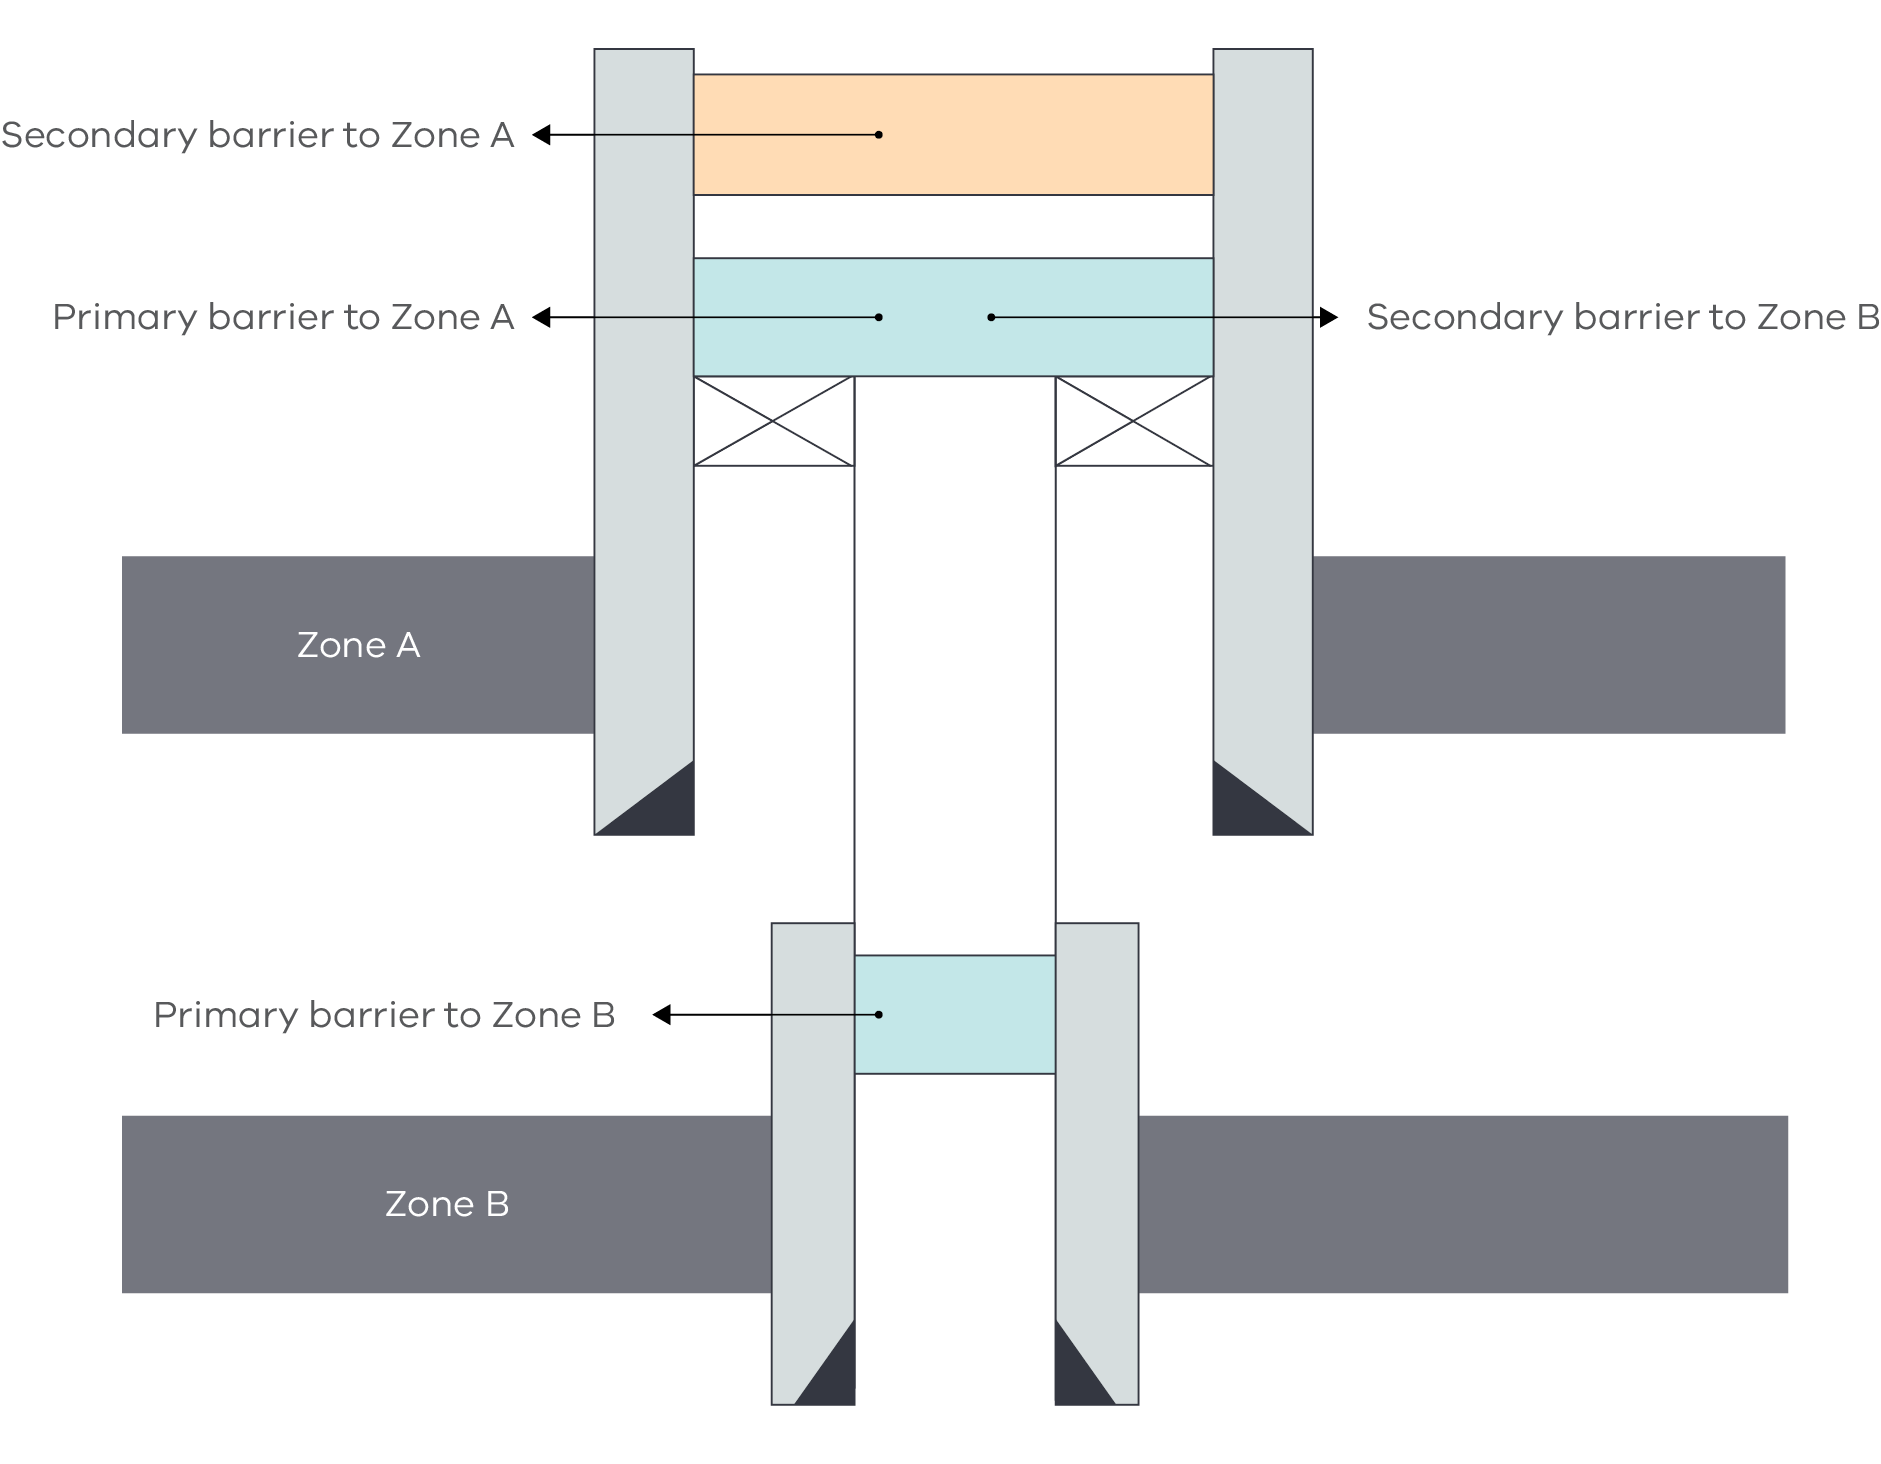 Secondary barrier to Zone A
Primary barrier to Zone A
Secondary barrier to Zone B
Zone A
Primary barrier to Zone B
Zone B